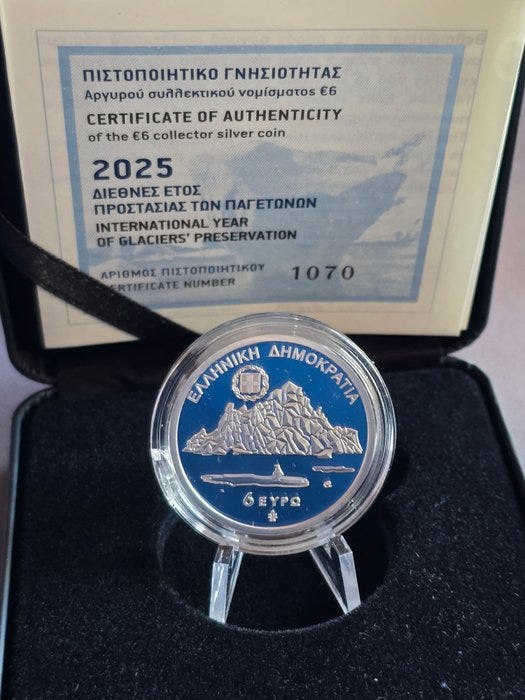 ΠΙΣΤΟΠΟΙΗΤΙΚΟ ΓΝΗΣΙΟΤΗΤΑΣ
Αργυρού συλλεκτικού νομίσματος €6
CERTIFICATE OF AUTHENTICITY
of the €6 collector silver coin
2025
ΔΙΕΘΝΕΣ ΕΤΟΣ
ΠΡΟΣΤΑΣΙΑΣ ΤΩΝ ΠΑΓΕΤΩΝΩΝ
INTERNATIONAL YEAR
OF GLACIERS' PRESERVATION
ΑΡΙΘΜΟΣ ΠΙΣΤΟΠΟΙΗΤΙΚΟΥ 1070
ERTIFICATE NUMBER
ΕΛΛΗΝΙΚΗ ΔΗΜΟΚΡΑΤΙΑ
6 ΕΥΡΩ